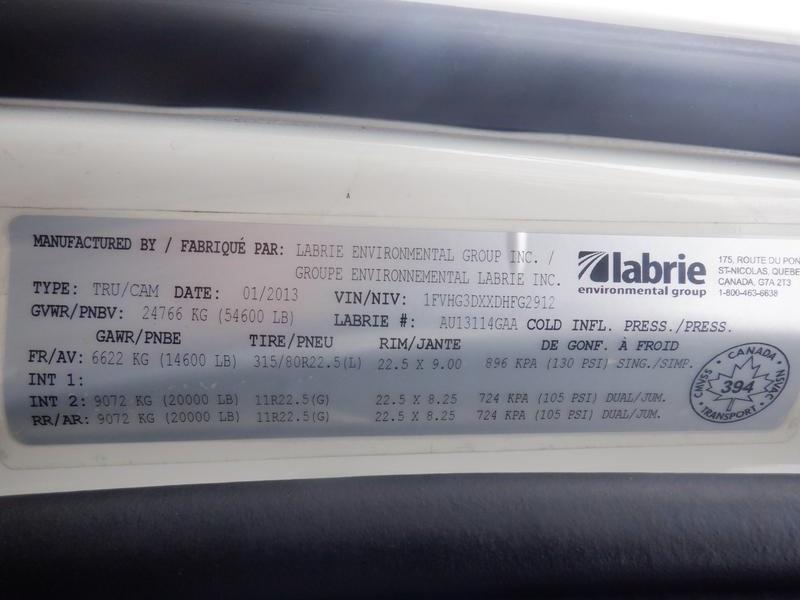 MANUFACTURED BY / FABRIQUÉ PAR: LABRIE ENVIRONMENTAL GROUP INC. /
GROUPE ENVIRONNEMENTAL LABRIE INC.
labrie
environmental group
175, ROUTE DU PON
ST-NICOLAS, QUEBE
CANADA, G7A 2T3
1-800-463-6638
TYPE: TRU/CAM DATE: 01/2013 VIN/NIV: 1FVHG3DXXDHFG2912
GVWR/PNBV: 24766 KG (54600 LB) LABRIE #: AU13114GAA COLD INFL. PRESS./PRESS.
GAWR/PNBE TIRE/PNEU RIM/JANTE DE GONF. À FROID
FR/AV: 6622 KG (14600 LB) 315/80R22.5(L) 22.5 X 9.00 896 KPA (130 PSI) SING./SIMP.
INT 1:
INT 2: 9072 KG (20000 LB) 11R22.5(G) 22.5 X 8.25 724 KPA (105 PSI) DUAL/JUM.
RR/AR: 9072 KG (20000 LB) 11R22.5(G) 22.5 X 8.25 724 KPA (105 PSI) DUAL/JUM.
CANADA
CMVSS
394
NSVAC
TRANSPORT